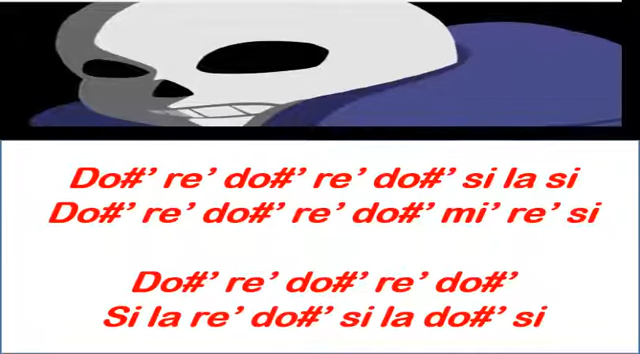 Do#’ re’ do#’ re’ do#’ si la si
Do#’ re’ do#’ re’ do#’ mi’ re’ si
Do#’ re’ do#’ re’ do#’
Si la re’ do#’ si la do#’ si